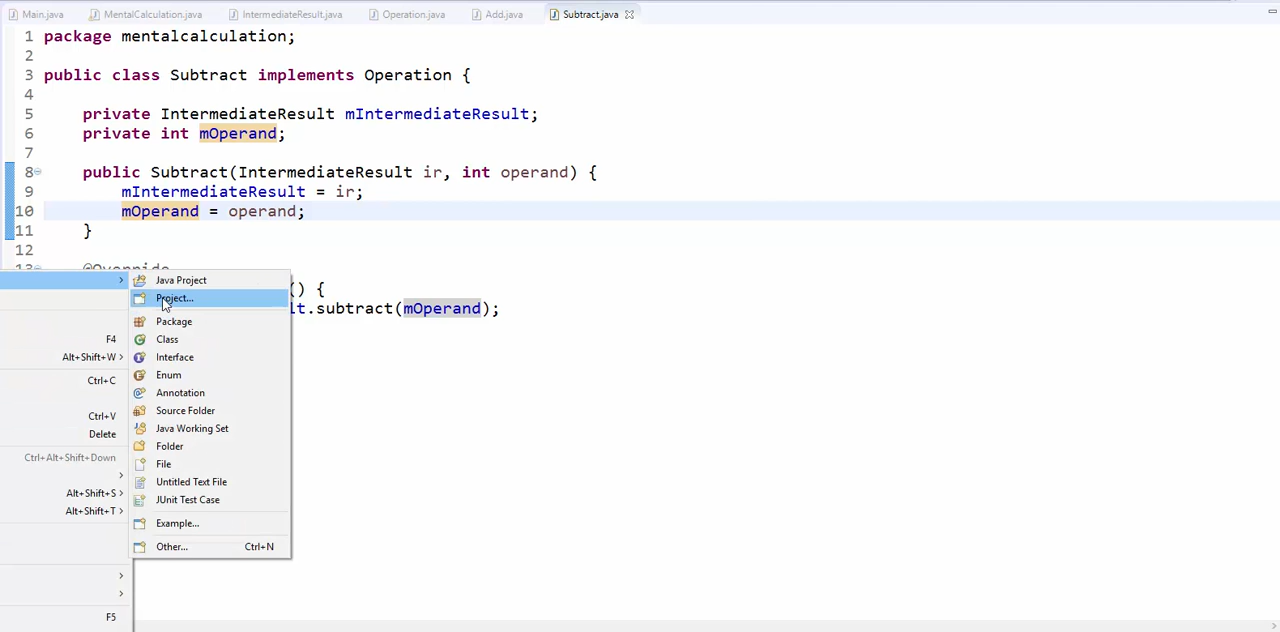 Main.java MentalCalculation.java IntermediateResult.java Operation.java Add.java Subtract.java
1 package mentalcalculation;
2
3 public class Subtract implements Operation {
4
5 private IntermediateResult mIntermediateResult;
6 private int mOperand;
7
8 public Subtract(IntermediateResult ir, int operand) {
9 mIntermediateResult = ir;
10 mOperand = operand;
11 }
12
13 @Override
() {
lt.subtract(mOperand);
Java Project
Project...
Package
F4 Class
Alt+Shift+W Interface
Enum
Ctrl+C
Annotation
Source Folder
Ctrl+V
Java Working Set
Delete
Folder
Ctrl+Alt+Shift+Down
File
Untitled Text File
Alt+Shift+S JUnit Test Case
Alt+Shift+T
Example...
Other... Ctrl+N
F5